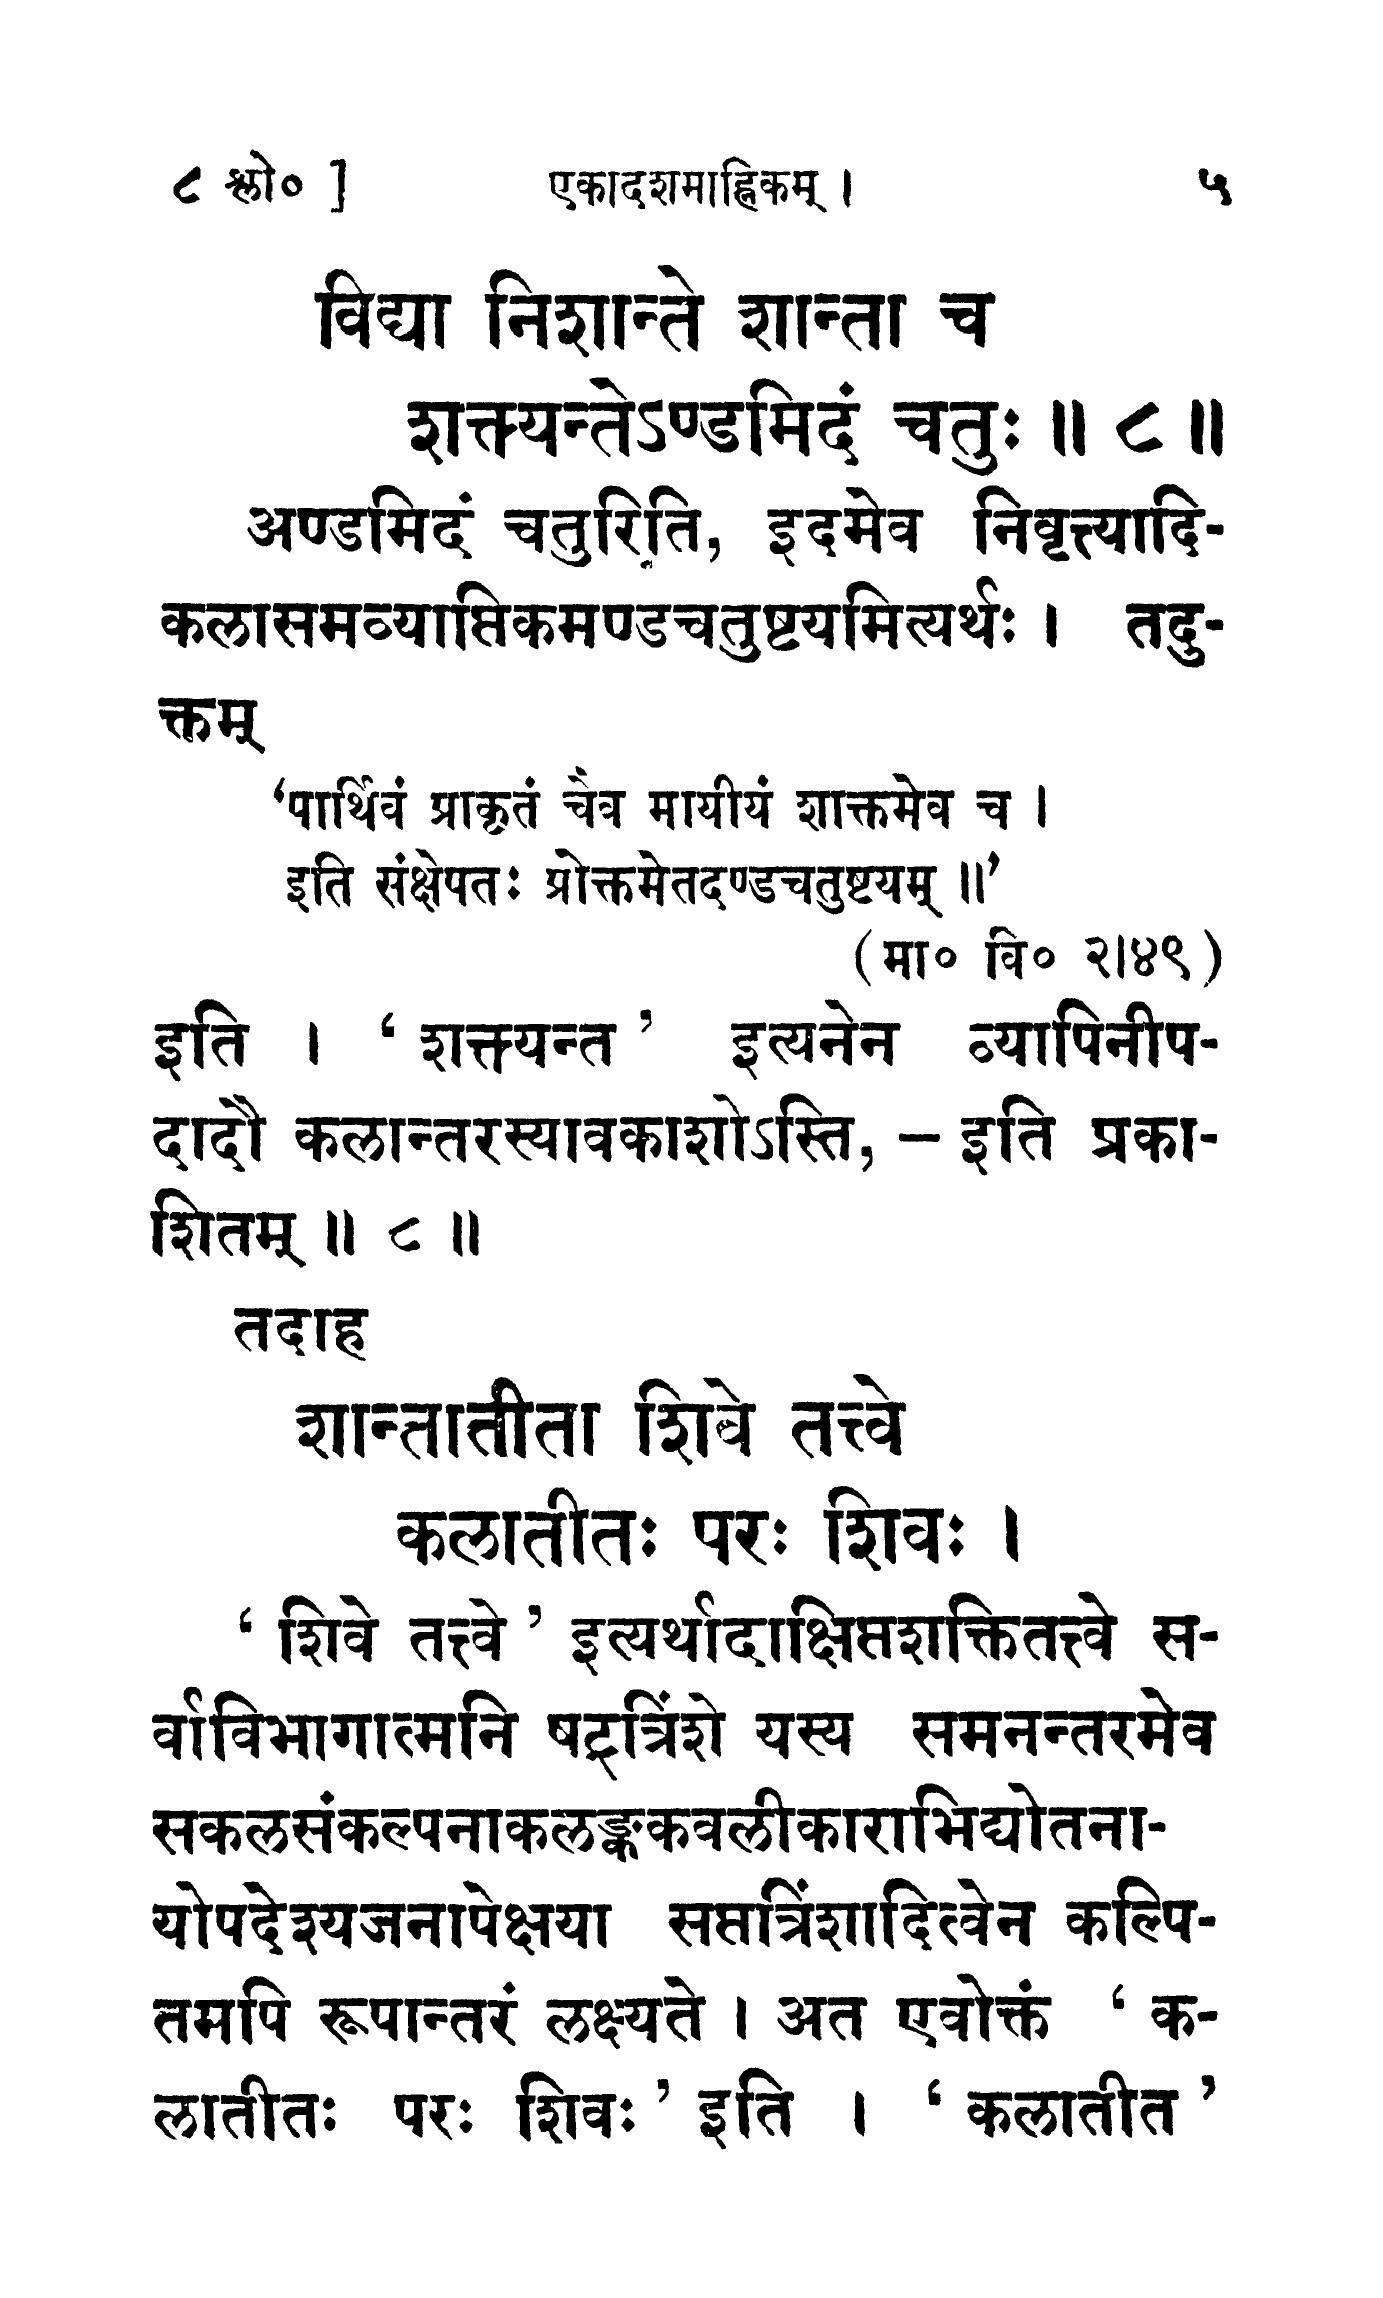 ८ श्लो० ] एकादशमाह्निकम् । ५
विद्या निशान्ते शान्ता च
शक्त्यन्तेऽण्डमिदं चतुः ॥ ८ ॥
अण्डमिदं चतुरिति, इदमेव निवृत्त्यादि-
कलासमव्याप्तिकमण्डचतुष्टयमित्यर्थः । तदु-
क्तम्
‘पार्थिवं प्राकृतं चैव मायीयं शाक्तमेव च ।
इति संक्षेपतः प्रोक्तमेतदण्डचतुष्टयम् ॥’
(मा० वि० २।४९)
इति । ‘ शक्त्यन्त ’ इत्यनेन व्यापिनीप-
दादौ कलान्तरस्यावकाशोऽस्ति, – इति प्रका-
शितम् ॥ ८ ॥
तदाह
शान्तातीता शिवे तत्त्वे
कलातीतः परः शिवः ।
‘ शिवे तत्त्वे ’ इत्यर्थादाक्षिप्तशक्तितत्त्वे स-
र्वाविभागात्मनि षट्त्रिंशे यस्य समनन्तरमेव
सकलसंकल्पनाकलङ्ककवलीकाराभिद्योतना-
योपदेश्यजनापेक्षया सप्तत्रिंशादित्वेन कल्पि-
तमपि रूपान्तरं लक्ष्यते । अत एवोक्तं ‘ क-
लातीतः परः शिवः ’ इति । ‘ कलातीत ’